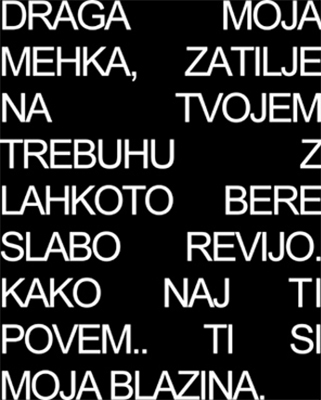 DRAGA MOJA
MEHKA, ZATILJE
NA TVOJEM
TREBUHU Z
LAHKOTO BERE
SLABO REVIJO.
KAKO NAJ TI
POVEM.. TI SI
MOJA BLAZINA.